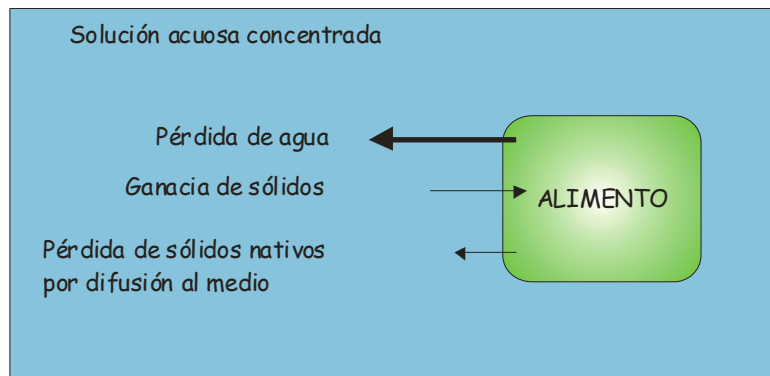 Solución acuosa concentrada
Pérdida de agua
Ganacia de sólidos
ALIMENTO
Pérdida de sólidos nativos
por difusión al medio